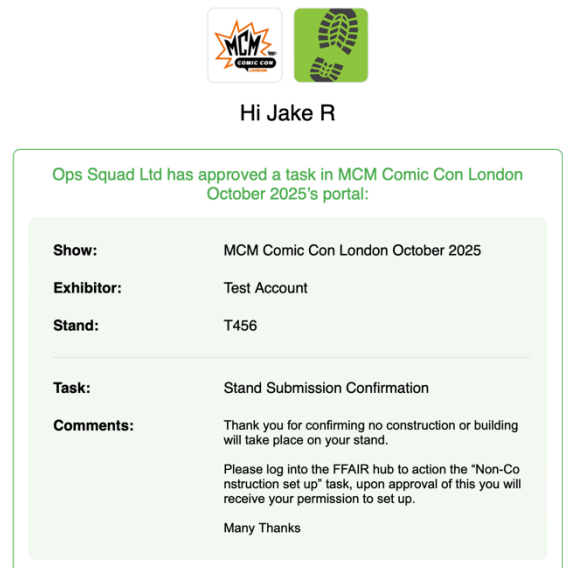 MCM
COMIC CON
LONDON
Hi Jake R
Ops Squad Ltd has approved a task in MCM Comic Con London
October 2025’s portal:
Show: MCM Comic Con London October 2025
Exhibitor: Test Account
Stand: T456
Task: Stand Submission Confirmation
Comments: Thank you for confirming no construction or building
will take place on your stand.
Please log into the FFAIR hub to action the “Non-Co
nstruction set up” task, upon approval of this you will
receive your permission to set up.
Many Thanks